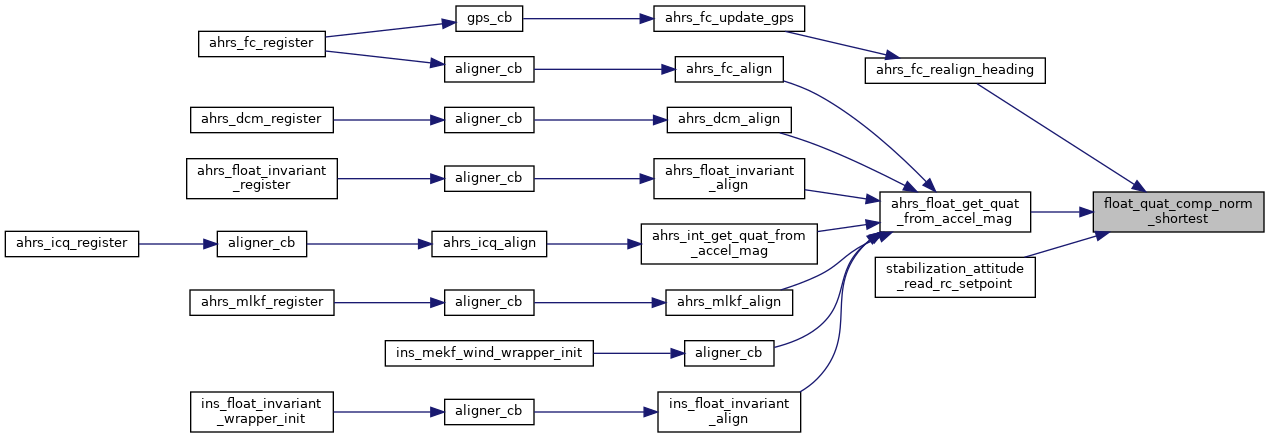 gps_cb
ahrs_fc_update_gps
ahrs_fc_register
aligner_cb
ahrs_fc_align
ahrs_fc_realign_heading
ahrs_dcm_register
aligner_cb
ahrs_dcm_align
ahrs_float_invariant
_register
aligner_cb
ahrs_float_invariant
_align
ahrs_float_get_quat
_from_accel_mag
float_quat_comp_norm
_shortest
ahrs_icq_register
aligner_cb
ahrs_icq_align
ahrs_int_get_quat_from
_accel_mag
stabilization_attitude
_read_rc_setpoint
ahrs_mlkf_register
aligner_cb
ahrs_mlkf_align
ins_mekf_wind_wrapper_init
aligner_cb
ins_float_invariant
_wrapper_init
aligner_cb
ins_float_invariant
_align